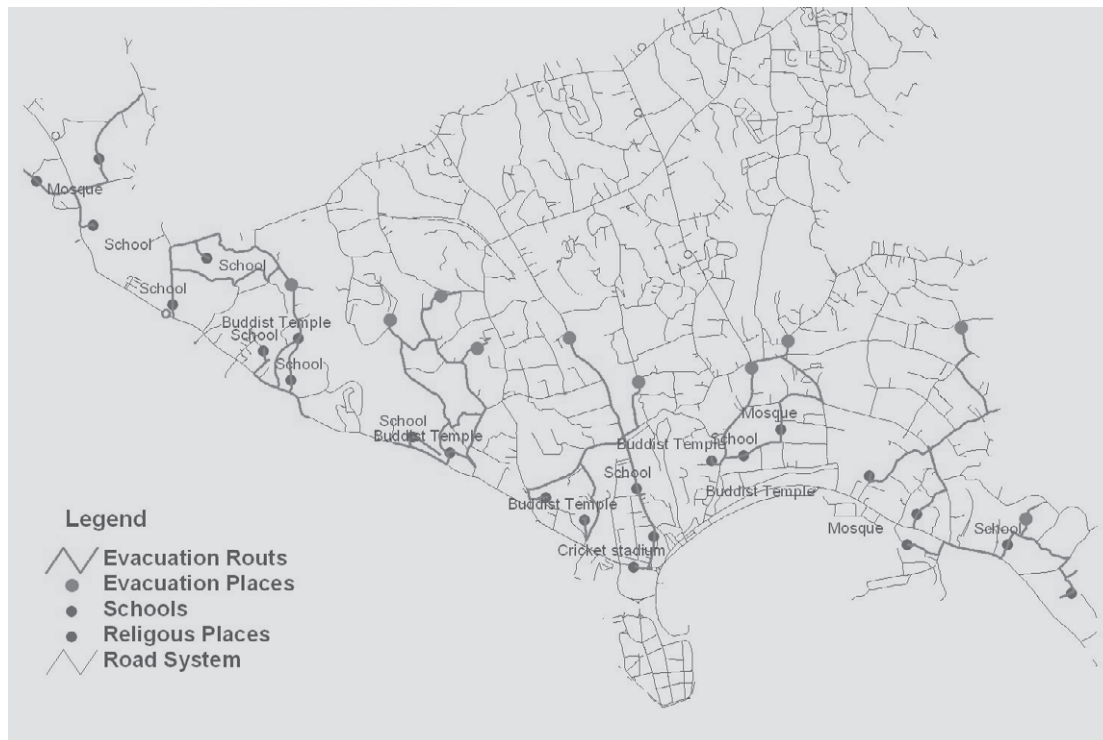 Mosque
School
School
School
Buddist Temple
School
School
School
Buddist Temple
Mosque
Buddist Temple
School
School
Buddist Temple
Buddist Temple
Mosque
School
Cricket stadium
Legend
Evacuation Routs
Evacuation Places
Schools
Religous Places
Road System